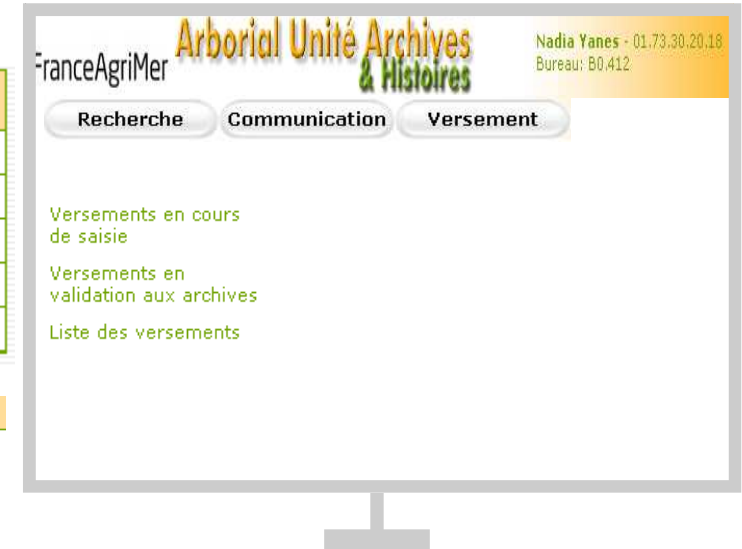 Arborial Unité Archives
& Histoires
FranceAgriMer
Nadia Yanes - 01.73.30.20.18
Bureau: B0.412
Recherche Communication Versement
Versements en cours
de saisie
Versements en
validation aux archives
Liste des versements